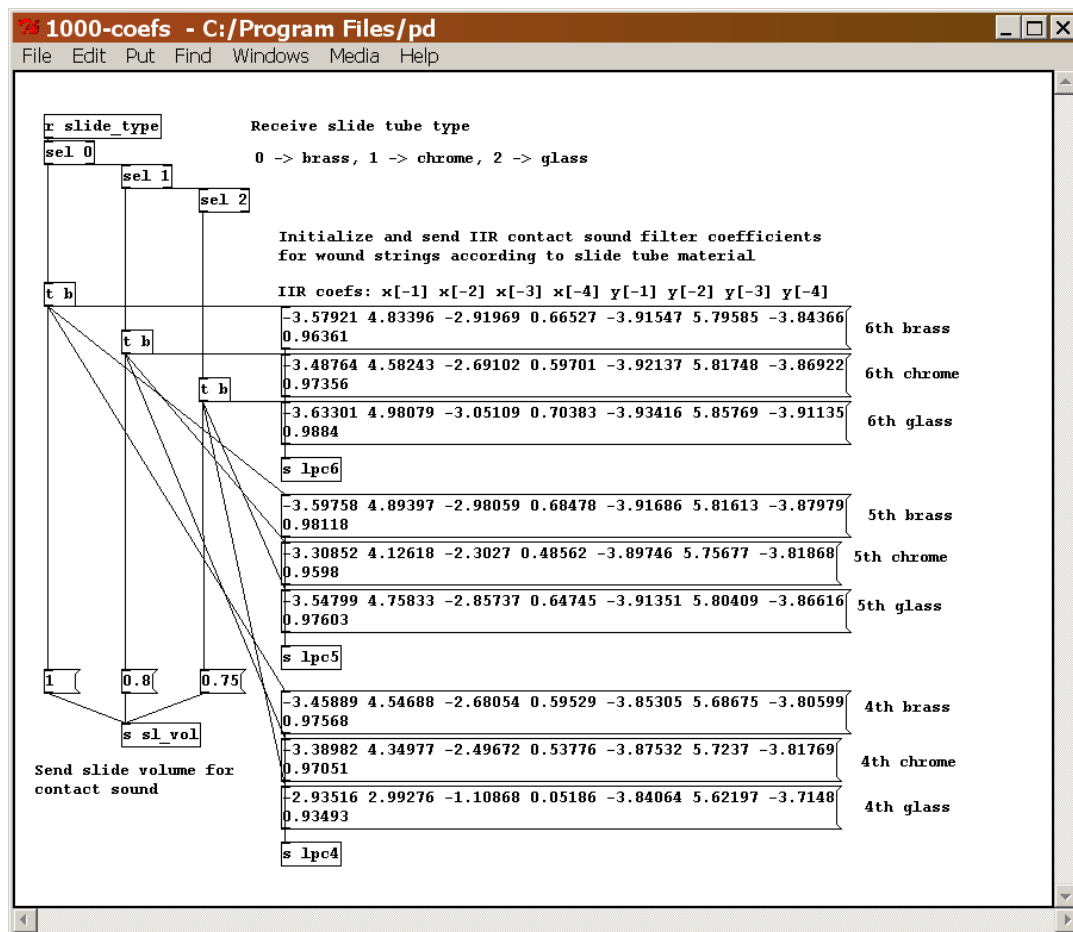 1000-coefs - C:/Program Files/pd
File Edit Put Find Windows Media Help
r slide_type
Receive slide tube type
sel 0
0 -> brass, 1 -> chrome, 2 -> glass
sel 1
sel 2
Initialize and send IIR contact sound filter coefficients
for wound strings according to slide tube material
t b
IIR coefs: x[-1] x[-2] x[-3] x[-4] y[-1] y[-2] y[-3] y[-4]
-3.57921 4.83396 -2.91969 0.66527 -3.91547 5.79585 -3.84366
0.96361
6th brass
t b
-3.48764 4.58243 -2.69102 0.59701 -3.92137 5.81748 -3.86922
0.97356
6th chrome
t b
-3.63301 4.98079 -3.05109 0.70383 -3.93416 5.85769 -3.91135
0.9884
6th glass
s lpc6
-3.59758 4.89397 -2.98059 0.68478 -3.91686 5.81613 -3.87979
0.98118
5th brass
-3.30852 4.12618 -2.3027 0.48562 -3.89746 5.75677 -3.81868
0.9598
5th chrome
-3.54799 4.75833 -2.85737 0.64745 -3.91351 5.80409 -3.86616
0.97603
5th glass
s lpc5
1
0.8
0.75
-3.45889 4.54688 -2.68054 0.59529 -3.85305 5.68675 -3.80599
0.97568
4th brass
s sl_vol
-3.38982 4.34977 -2.49672 0.53776 -3.87532 5.7237 -3.81769
0.97051
4th chrome
Send slide volume for
contact sound
-2.93516 2.99276 -1.10868 0.05186 -3.84064 5.62197 -3.7148
0.93493
4th glass
s lpc4